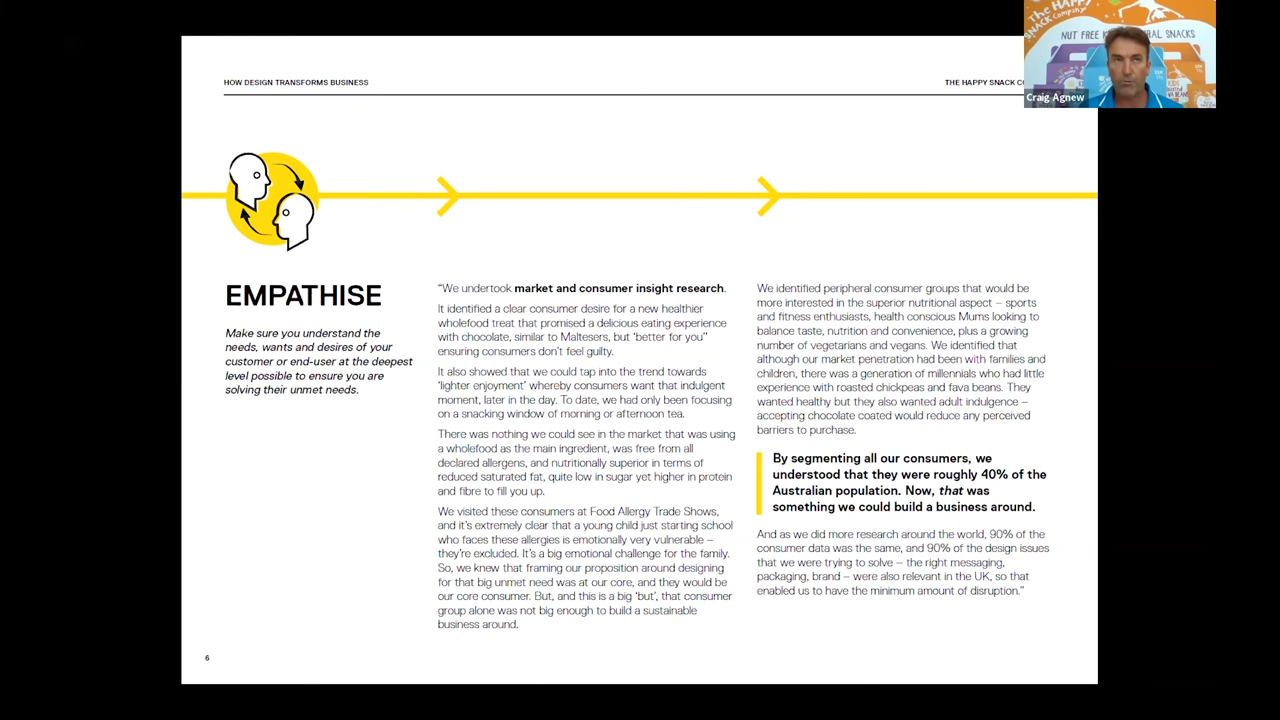 HOW DESIGN TRANSFORMS BUSINESS
THE HAPPY SNACK CO
The HAPPY
SNACK COMPANY
NUT FREE
SNACKS
Craig Agnew
EMPATHISE
Make sure you understand the
needs, wants and desires of your
customer or end-user at the deepest
level possible to ensure you are
solving their unmet needs.
“We undertook market and consumer insight research.
It identified a clear consumer desire for a new healthier
wholefood treat that promised a delicious eating experience
with chocolate, similar to Maltesers, but ‘better for you”
ensuring consumers don’t feel guilty.
It also showed that we could tap into the trend towards
‘lighter enjoyment’ whereby consumers want that indulgent
moment, later in the day. To date, we had only been focusing
on a snacking window of morning or afternoon tea.
There was nothing we could see in the market that was using
a wholefood as the main ingredient, was free from all
declared allergens, and nutritionally superior in terms of
reduced saturated fat, quite low in sugar yet higher in protein
and fibre to fill you up.
We visited these consumers at Food Allergy Trade Shows,
and it’s extremely clear that a young child just starting school
who faces these allergies is emotionally very vulnerable –
they’re excluded. It’s a big emotional challenge for the family.
So, we knew that framing our proposition around designing
for that big unmet need was at our core, and they would be
our core consumer. But, and this is a big ‘but’, that consumer
group alone was not big enough to build a sustainable
business around.
We identified peripheral consumer groups that would be
more interested in the superior nutritional aspect – sports
and fitness enthusiasts, health conscious Mums looking to
balance taste, nutrition and convenience, plus a growing
number of vegetarians and vegans. We identified that
although our market penetration had been with families and
children, there was a generation of millennials who had little
experience with roasted chickpeas and fava beans. They
wanted healthy but they also wanted adult indulgence –
accepting chocolate coated would reduce any perceived
barriers to purchase.
By segmenting all our consumers, we
understood that they were roughly 40% of the
Australian population. Now, that was
something we could build a business around.
And as we did more research around the world, 90% of the
consumer data was the same, and 90% of the design issues
that we were trying to solve – the right messaging,
packaging, brand – were also relevant in the UK, so that
enabled us to have the minimum amount of disruption.”
6